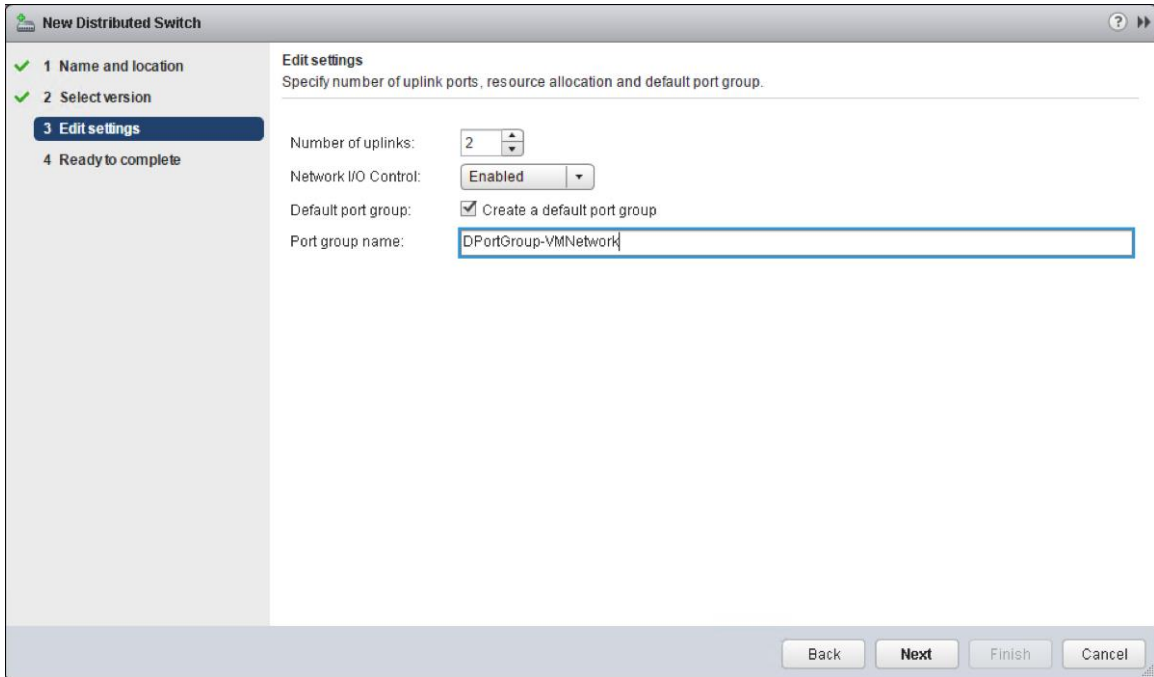 New Distributed Switch
1 Name and location
2 Select version
3 Edit settings
4 Ready to complete
Edit settings
Specify number of uplink ports, resource allocation and default port group.
Number of uplinks: 2
Network I/O Control: Enabled
Default port group: Create a default port group
Port group name: DPortGroup-VMNetwork
Back Next Finish Cancel